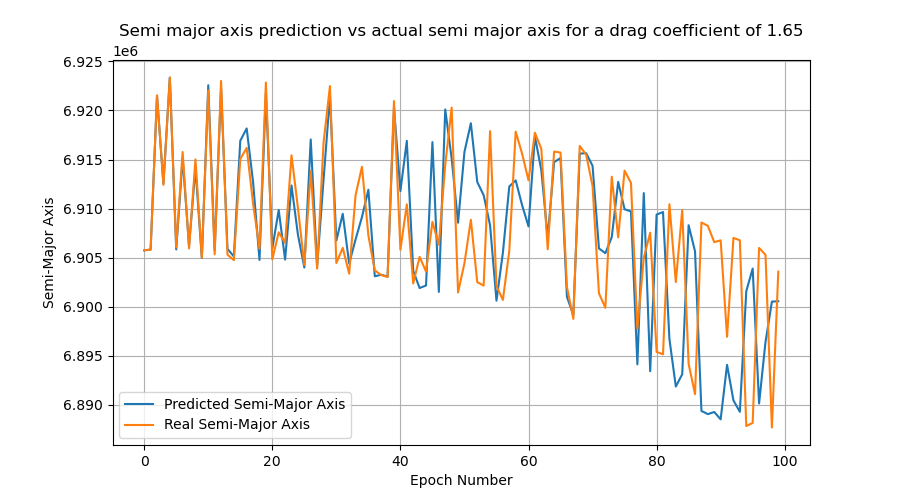 Semi major axis prediction vs actual semi major axis for a drag coefficient of 1.65
1e6
6.925
6.920
6.915
6.910
6.905
6.900
6.895
6.890
Semi-Major Axis
Predicted Semi-Major Axis
Real Semi-Major Axis
0
20
40
60
80
100
Epoch Number